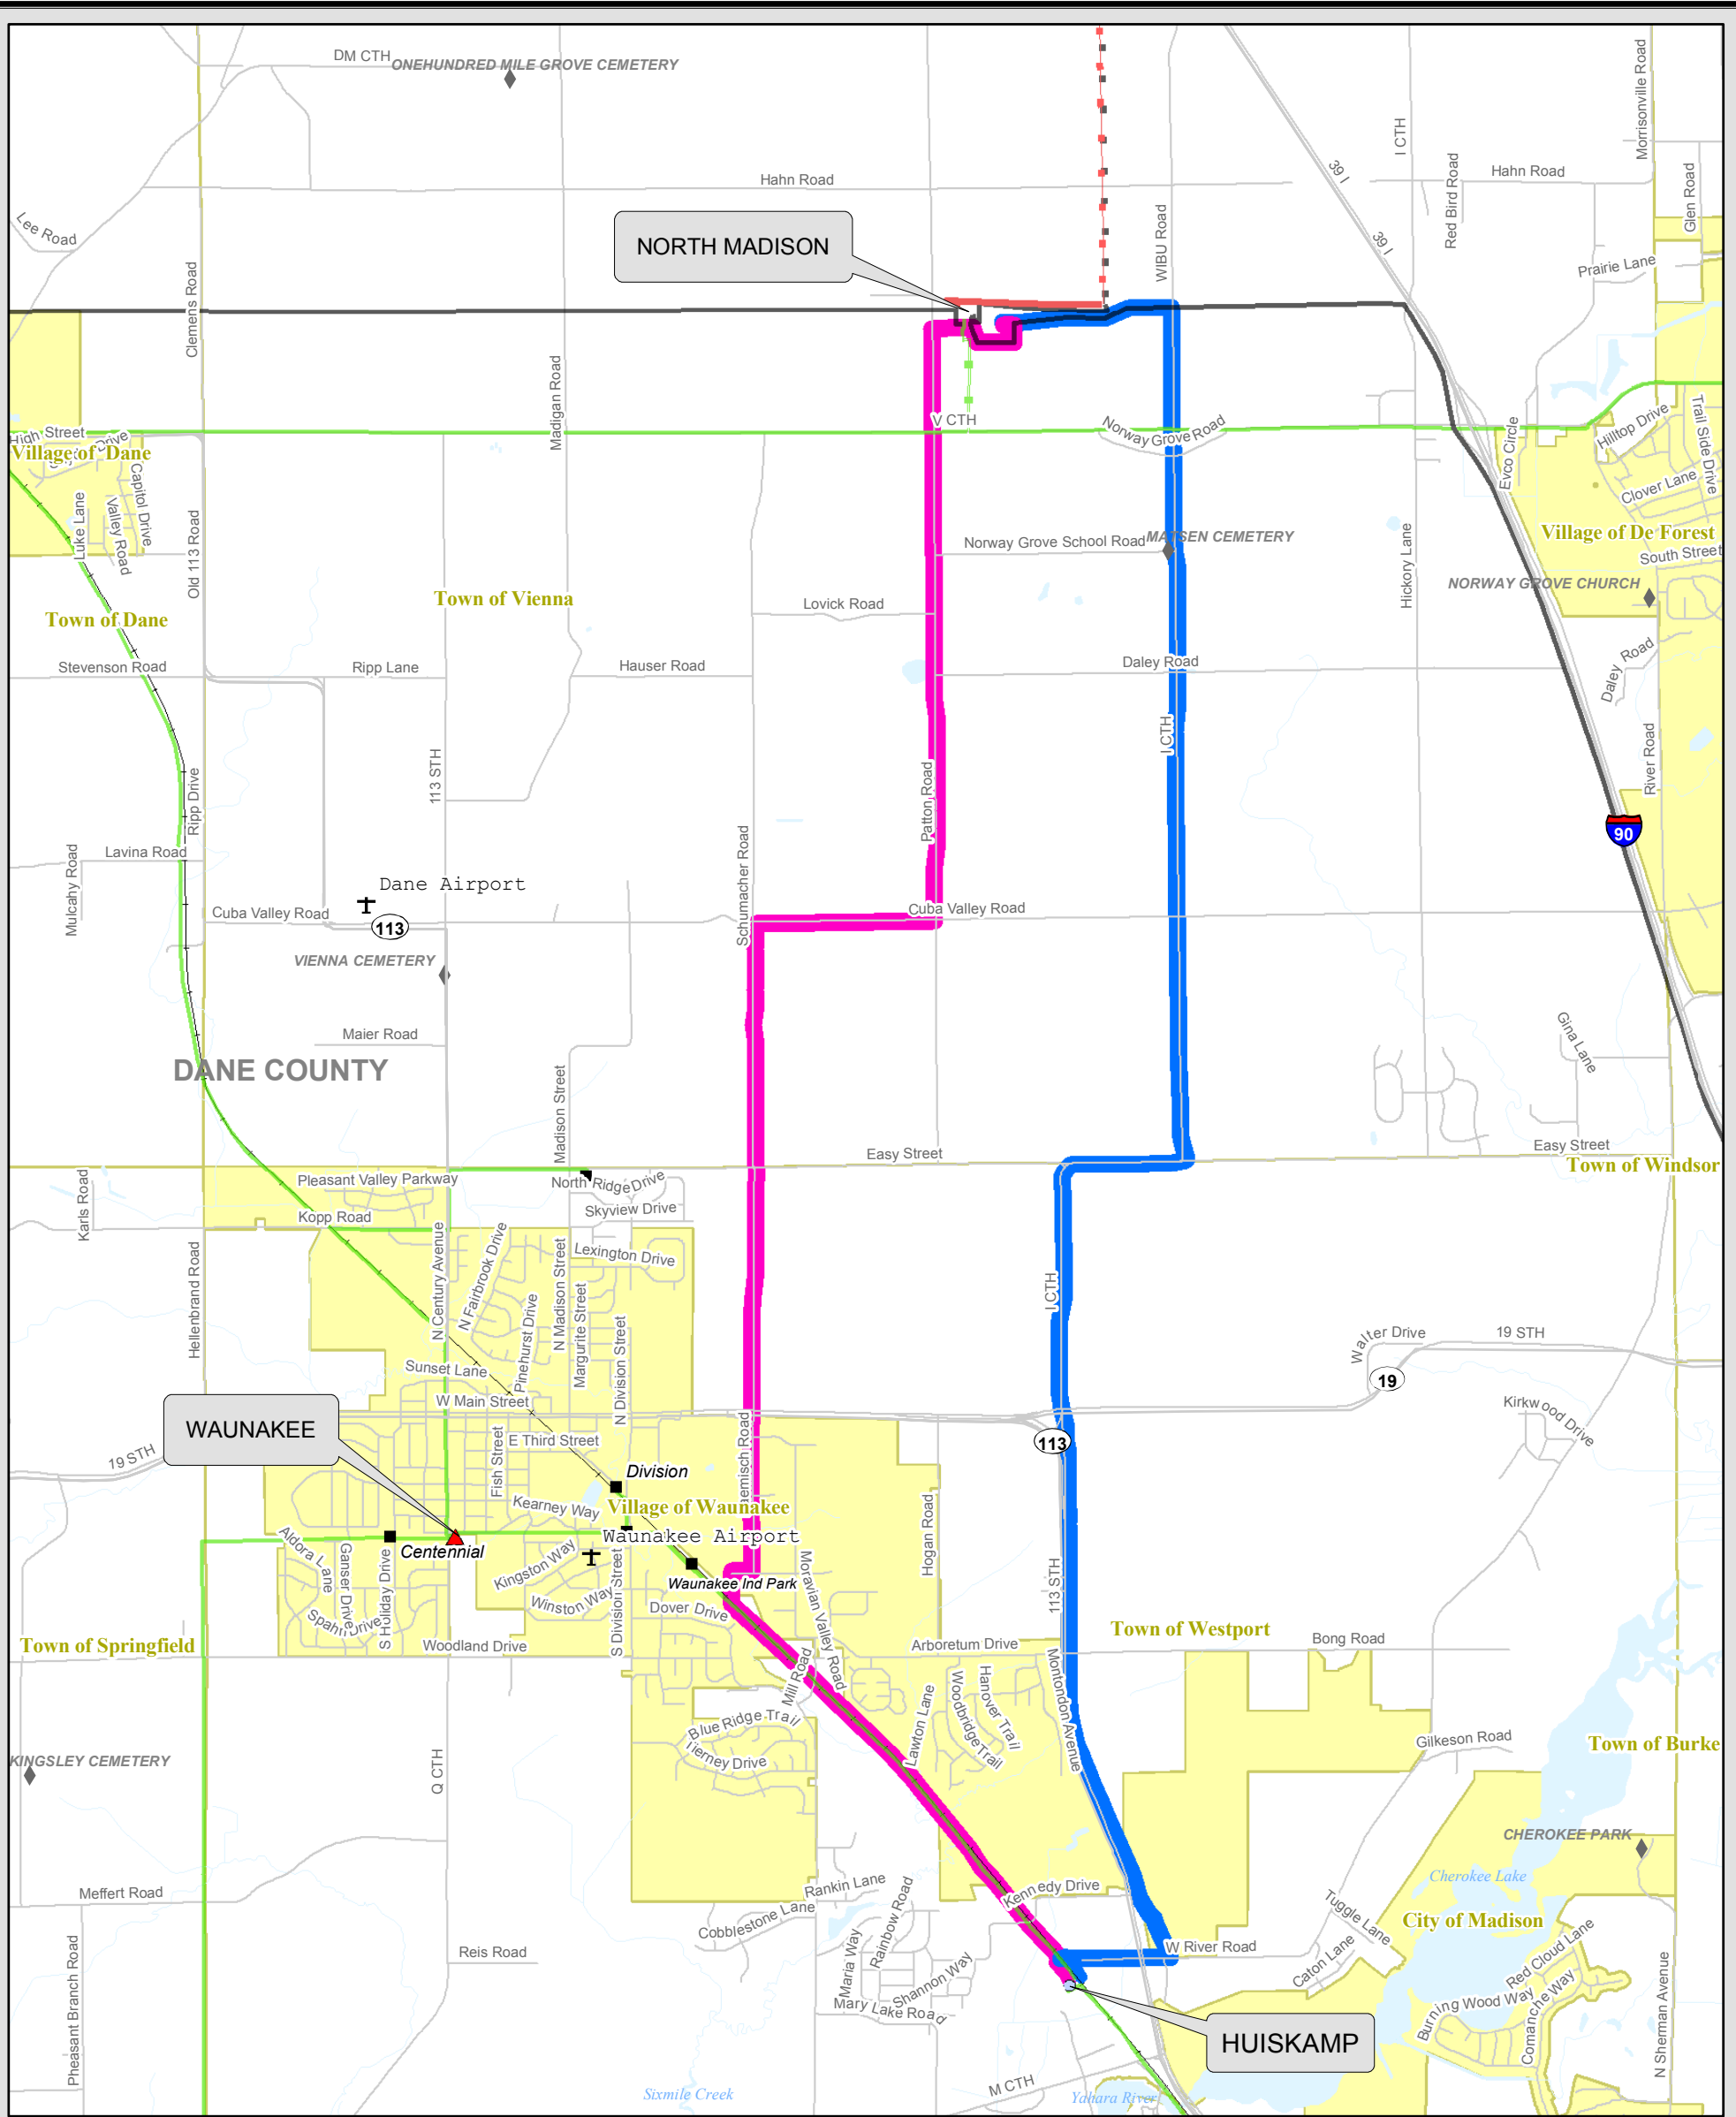 DM CTH
ONEHUNDRED MILE GROVE CEMETERY
Morrisonville Road
I CTH
39 I
Hahn Road
Hahn Road
Red Bird Road
Glen Road
Lee Road
NORTH MADISON
WIBU Road
39 I
Prairie Lane
Clemens Road
Madigan Road
V CTH
Norway Grove Road
Evco Circle
Hilltop Drive
Trail Side Drive
High Street
Drive
Village of Dane
Capitol Drive
Clover Lane
Luke Lane
Valley Road
Old 113 Road
Norway Grove School Road
MATSEN CEMETERY
Village of De Forest
South Street
Hickory Lane
NORWAY GROVE CHURCH
Town of Vienna
Lovick Road
Town of Dane
Stevenson Road
Ripp Lane
Hauser Road
Daley Road
Daley Road
I CTH
River Road
113 STH
Ripp Drive
Patton Road
90
Lavina Road
Mulcahy Road
Schumacher Road
Dane Airport
Cuba Valley Road
113
Cuba Valley Road
VIENNA CEMETERY
Maier Road
Gina Lane
DANE COUNTY
Madison Street
Easy Street
Easy Street
Town of Windsor
Karls Road
Pleasant Valley Parkway
North Ridge Drive
Skyview Drive
Kopp Road
N Century Avenue
N Fairbrook Drive
Lexington Drive
Hellenbrand Road
N Madison Street
Margurite Street
Pinehurst Drive
N Division Street
I CTH
Walter Drive
19 STH
Sunset Lane
19
W Main Street
WAUNAKEE
Kirkwood Drive
113
19 STH
E Third Street
Fish Street
Division
emisch Road
Kearney Way
Village of Waunakee
Hogan Road
Waunakee Airport
Aldora Lane
Ganser Drive
S Holiday Drive
Centennial
Kingston Way
Waunakee Ind Park
Moravian Valley Road
113 STH
Winston Way
S Division Street
Dover Drive
Spahn Drive
Town of Springfield
Woodland Drive
Arboretum Drive
Town of Westport
Bong Road
Mill Road
Montondon Avenue
Lawton Lane
Woodbridge Trail
Hanover Trail
Blue Ridge Trail
Tierney Drive
Gilkeson Road
Town of Burke
KINGSLEY CEMETERY
Q CTH
CHEROKEE PARK
Cherokee Lake
Meffert Road
Rankin Lane
Kennedy Drive
Cobblestone Lane
Rainbow Road
Tuggle Lane
City of Madison
Reis Road
Maria Way
W River Road
Caton Lane
Red Cloud Lane
Shannon Way
Mary Lake Road
Burning Wood Way
Comanche Way
Pheasant Branch Road
HUISKAMP
N Sherman Avenue
M CTH
Sixmile Creek
Yahara River